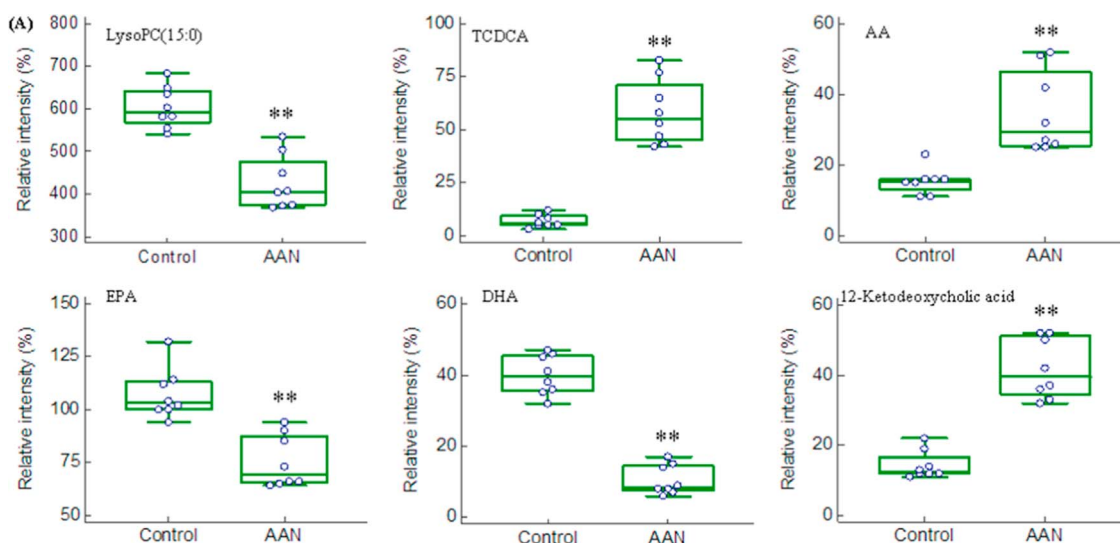 (A)
LysoPC(15:0)
Relative intensity (%)
800
700
600
500
400
300
**
Control
AAN
TCDCA
Relative intensity (%)
100
75
50
25
0
**
Control
AAN
AA
Relative intensity (%)
60
40
20
0
**
Control
AAN
EPA
Relative intensity (%)
150
125
100
75
50
**
Control
AAN
DHA
Relative intensity (%)
60
40
20
0
**
Control
AAN
12-Ketodeoxycholic acid
Relative intensity (%)
60
40
20
0
**
Control
AAN